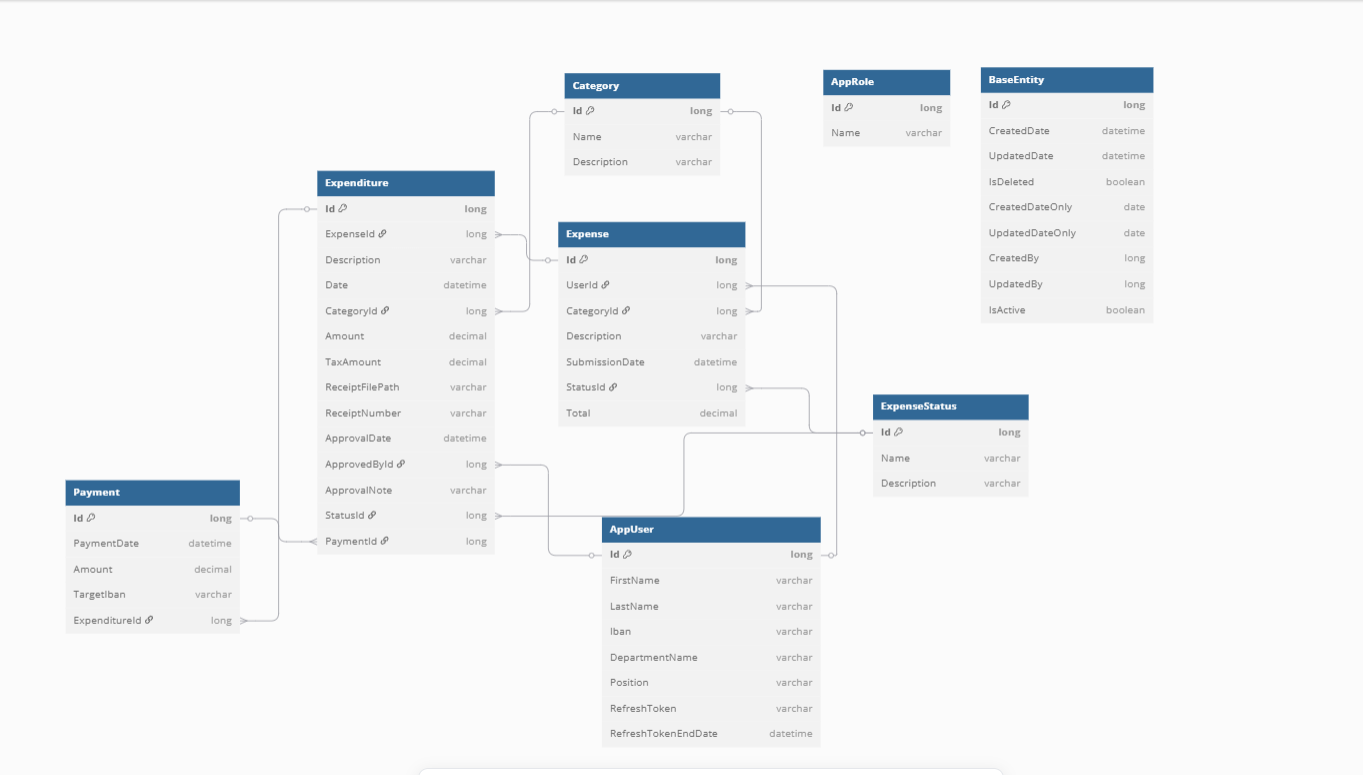 Category
Id long
Name varchar
Description varchar
AppRole
Id long
Name varchar
BaseEntity
Id long
CreatedDate datetime
UpdatedDate datetime
IsDeleted boolean
CreatedDateOnly date
UpdatedDateOnly date
CreatedBy long
UpdatedBy long
IsActive boolean
Expenditure
Id long
ExpenseId long
Description varchar
Date datetime
CategoryId long
Amount decimal
TaxAmount decimal
ReceiptFilePath varchar
ReceiptNumber varchar
ApprovalDate datetime
ApprovedById long
ApprovalNote varchar
StatusId long
PaymentId long
Expense
Id long
UserId long
CategoryId long
Description varchar
SubmissionDate datetime
StatusId long
Total decimal
ExpenseStatus
Id long
Name varchar
Description varchar
Payment
Id long
PaymentDate datetime
Amount decimal
TargetIban varchar
ExpenditureId long
AppUser
Id long
FirstName varchar
LastName varchar
Iban varchar
DepartmentName varchar
Position varchar
RefreshToken varchar
RefreshTokenEndDate datetime